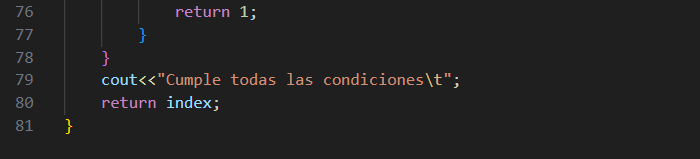 76 return 1;
77 }
78 }
79 cout<<"Cumple todas las condiciones\t";
80 return index;
81 }